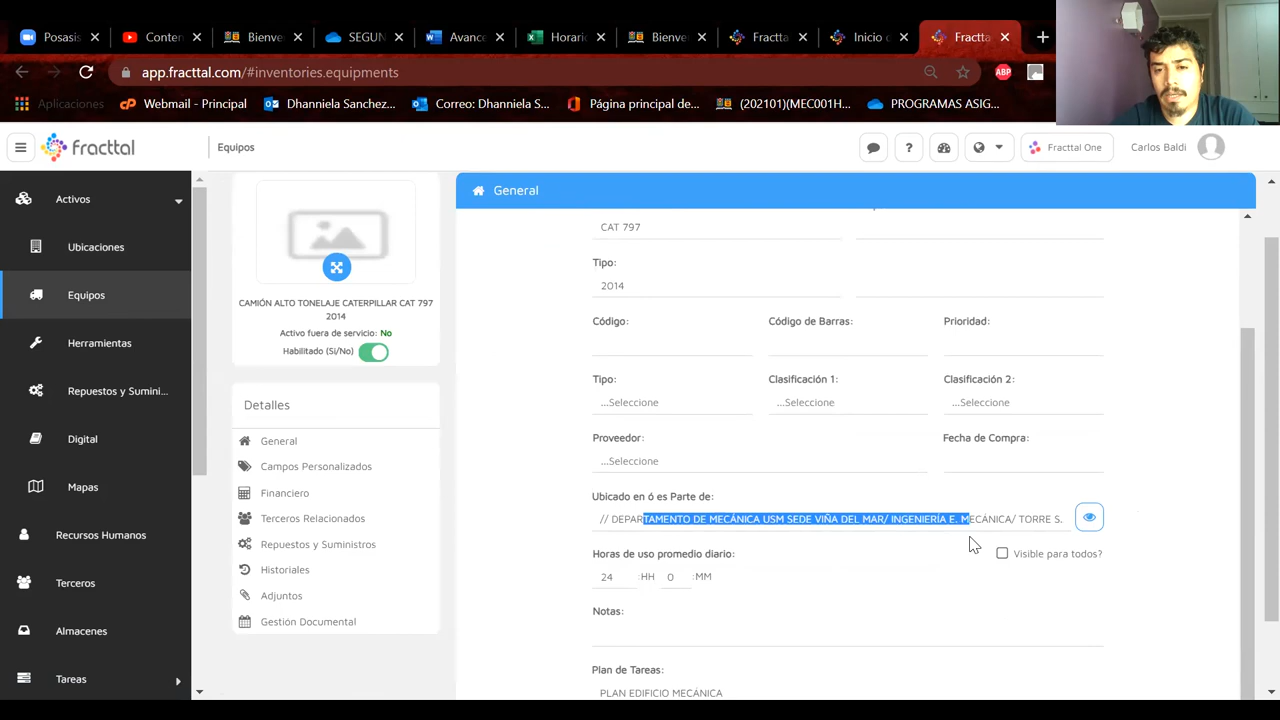 Posasis
Conten
Bienve
SEGUN
Avance
Horario
Bienve
Fractta
Inicio c
Fractta
app.fracttal.com/#inventories.equipments
ABP
Aplicaciones
Webmail - Principal
Dhanniela Sanchez...
Correo: Dhanniela S...
Página principal de...
(202101)(MEC001H...
PROGRAMAS ASIG...
fracttal
Equipos
?
Fracttal One
Carlos Baldi
Activos
Ubicaciones
Equipos
Herramientas
Repuestos y Sumini...
Digital
Mapas
Recursos Humanos
Terceros
Almacenes
Tareas
CAMIÓN ALTO TONELAJE CATERPILLAR CAT 797
2014
Activo fuera de servicio: No
Habilitado (Si/No)
Detalles
General
Campos Personalizados
Financiero
Terceros Relacionados
Repuestos y Suministros
Historiales
Adjuntos
Gestión Documental
General
CAT 797
Tipo:
2014
Código: Código de Barras: Prioridad:
Tipo: Clasificación 1: Clasificación 2:
...Seleccione ...Seleccione ...Seleccione
Proveedor: Fecha de Compra:
...Seleccione
Ubicado en ó es Parte de:
// DEPARTAMENTO DE MECÁNICA USM SEDE VIÑA DEL MAR/ INGENIERÍA E. MECÁNICA/ TORRE S.
Horas de uso promedio diario: Visible para todos?
24 :HH 0 :MM
Notas:
Plan de Tareas:
PLAN EDIFICIO MECÁNICA